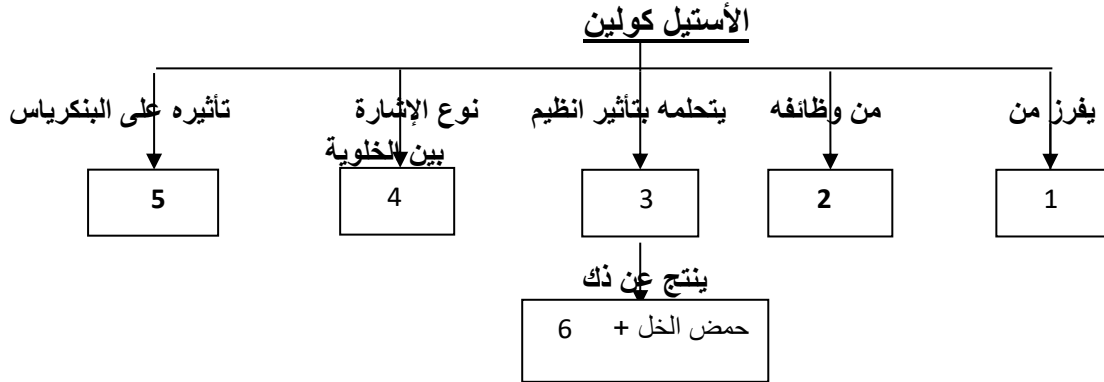 الأستيل كولين
يفرز من
من وظائفه
يتحلمه بتأثير انظيم
نوع الإشارة
بين الخلوية
تأثيره على البنكرياس
1
2
3
4
5
ينتج عن ذك
حمض الخل + 6